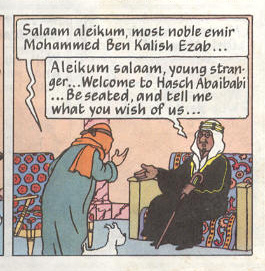 Salaam aleikum, most noble emir
Mohammed Ben Kalish Ezab...
Aleikum salaam, young stran-
ger...Welcome to Hasch Abaibabi
...Be seated, and tell me
what you wish of us...